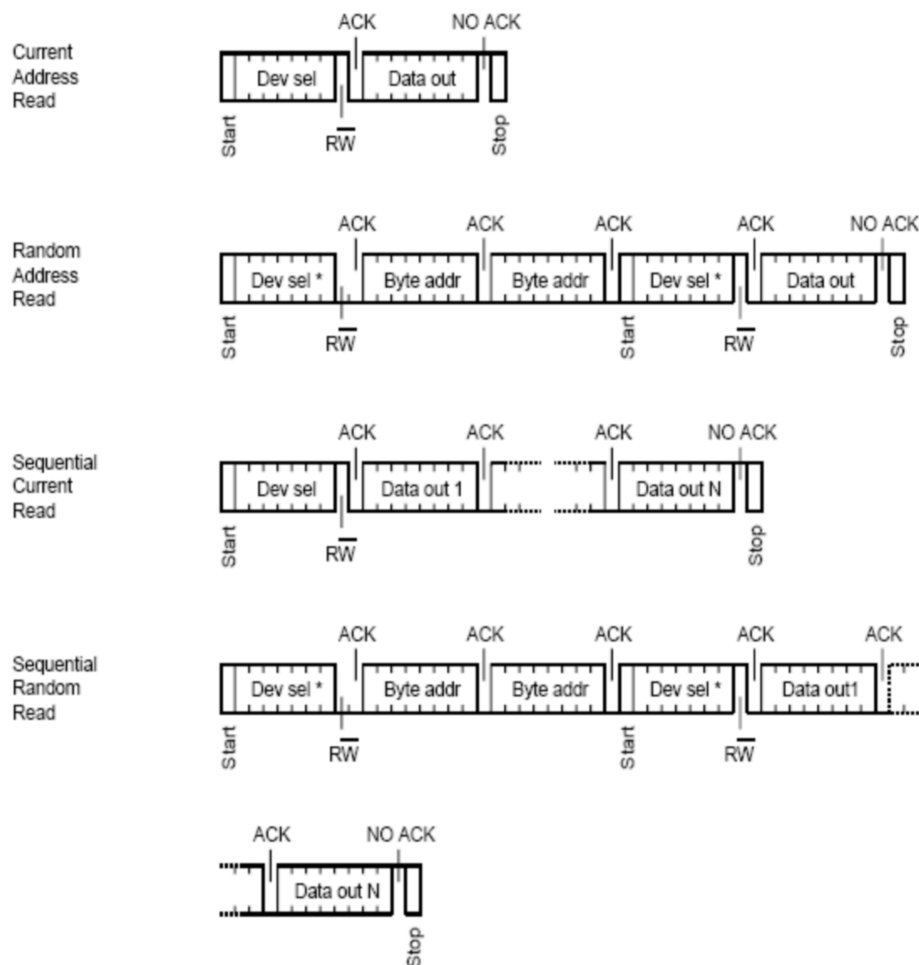 ACK NO ACK
Current
Address
Read
Dev sel Data out
Start RW Stop
ACK ACK ACK ACK NO ACK
Random
Address
Read
Dev sel * Byte addr Byte addr Dev sel * Data out
Start RW Start RW Stop
ACK ACK ACK NO ACK
Sequential
Current
Read
Dev sel Data out 1 Data out N
Start RW Stop
ACK ACK ACK ACK ACK
Sequential
Random
Read
Dev sel * Byte addr Byte addr Dev sel * Data out1
Start RW Start RW
ACK NO ACK
Data out N
Stop